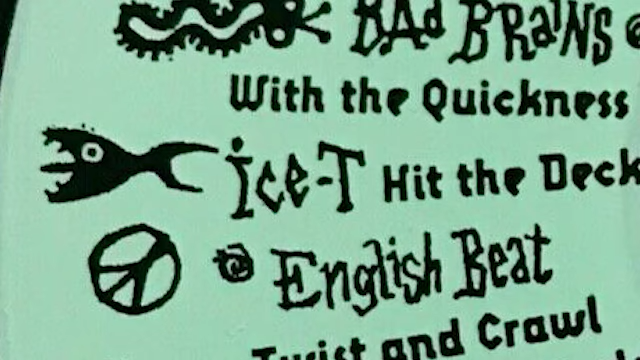 BAd BRaiNS
With the Quickness
ice-T Hit the Deck
English Beat
Twist and Crawl